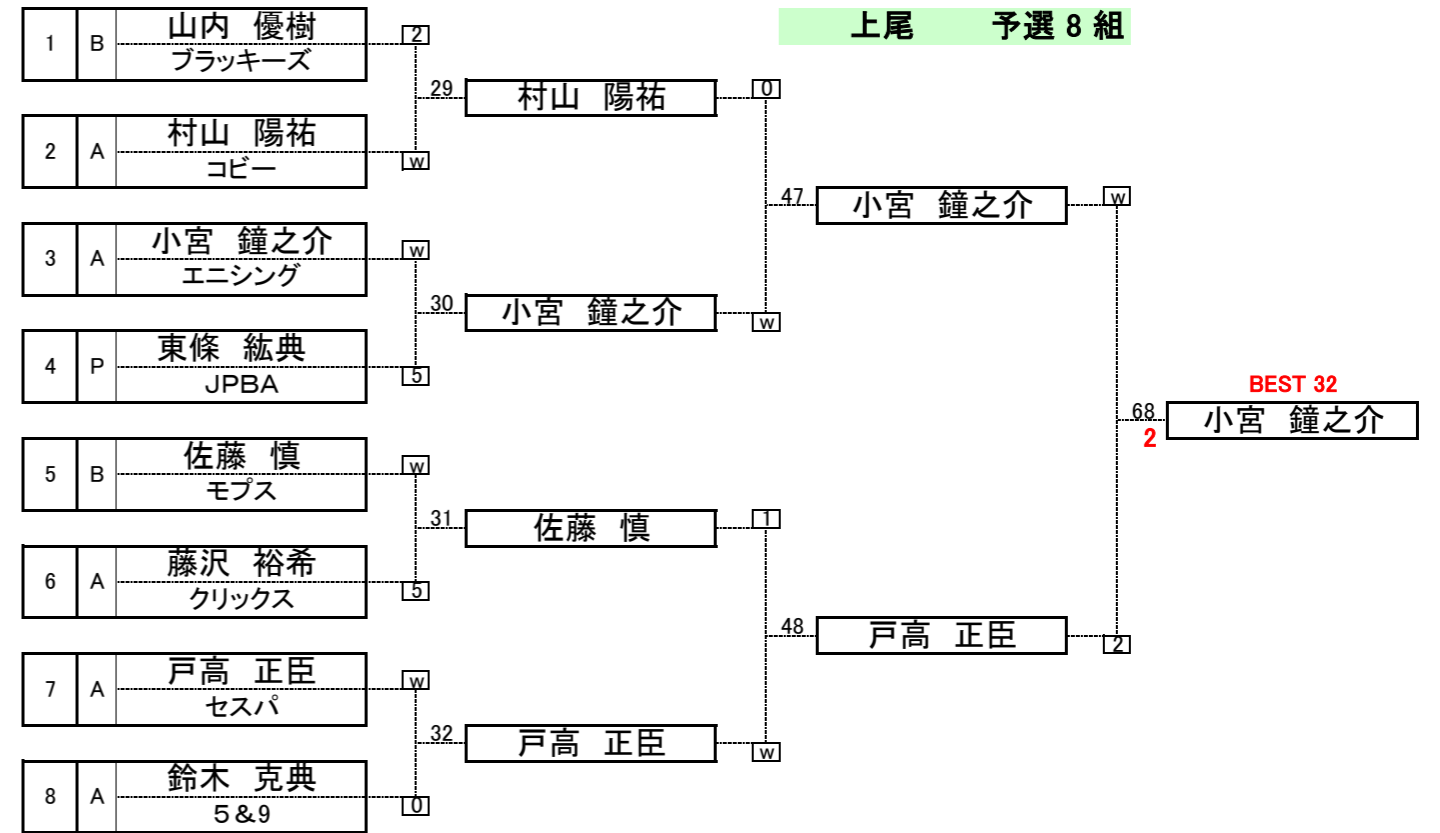 上尾 予選 8 組
1 B 山内 優樹 2
ブラッキーズ
29 村山 陽祐 0
2 A 村山 陽祐 w
コビー
47 小宮 鐘之介 w
3 A 小宮 鐘之介 w
エニシング
30 小宮 鐘之介 w
4 P 東條 紘典 5
JPBA
BEST 32
68 小宮 鐘之介
2
5 B 佐藤 慎 w
モプス
31 佐藤 慎 1
6 A 藤沢 裕希 5
クリックス
48 戸高 正臣 2
7 A 戸高 正臣 w
セスパ
32 戸高 正臣 w
8 A 鈴木 克典 0
5&9